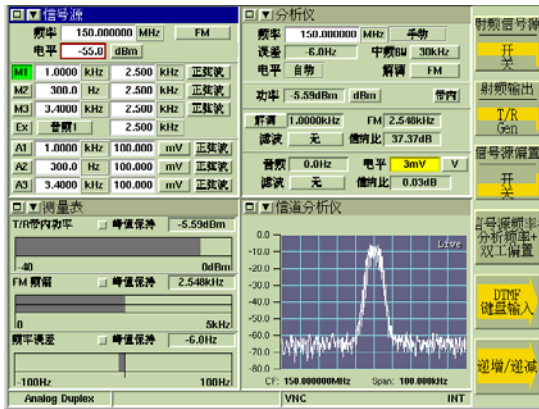 信号源
频率 150.000000 MHz FM
电平 -55.0 dBm
M1 1.0000 kHz 2.500 kHz 正弦波
M2 300.0 Hz 2.500 kHz 正弦波
M3 3.4000 kHz 2.500 kHz 正弦波
Ex 音频1 2.500 kHz
A1 1.0000 kHz 100.000 mV 正弦波
A2 300.0 Hz 100.000 mV 正弦波
A3 3.4000 kHz 100.000 mV 正弦波
分析仪
频率 150.000000 MHz 手动
误差 -6.0Hz 中频BW 30kHz
电平 自动 解调 FM
功率 -5.59dBm dBm 带内
解调 1.0000kHz FM 2.548kHz
滤波 无 信纳比 37.37dB
音频 0.0Hz 电平 3mV V
滤波 无 信纳比 0.03dB
测量表
T/R带内功率 峰值保持 -5.59dBm
-40 0dBm
FM 频偏 峰值保持 2.548kHz
0 5kHz
频率误差 峰值保持 -6.0Hz
-100Hz 100Hz
信道分析仪
Live
0.0
-10.0
-20.0
-30.0
-40.0
-50.0
-60.0
-70.0
-80.0
CF: 150.000000MHz Span: 100.000kHz
射频信号源
开
关
射频输出
T/R
Gen
信号源偏置
开
关
信号源频率=
分析频率+
双工偏置
DTMF
键盘输入
递增/递减
Analog Duplex VNC INT